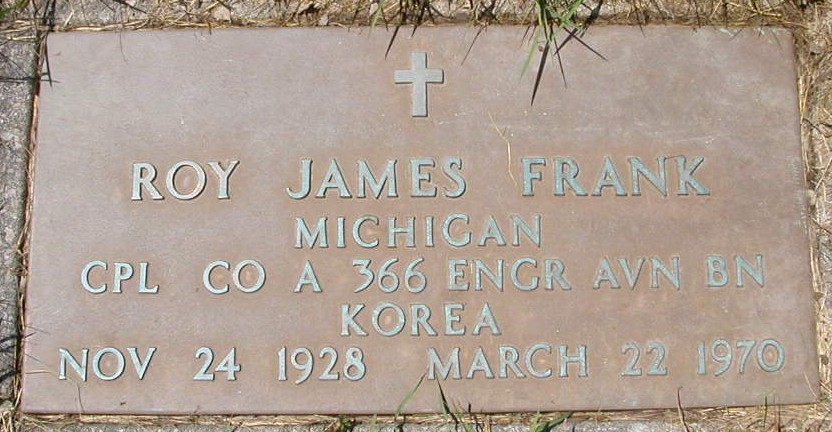 ROY JAMES FRANK
MICHIGAN
CPL CO A 366 ENGR AVN BN
KOREA
NOV 24 1928 MARCH 22 1970